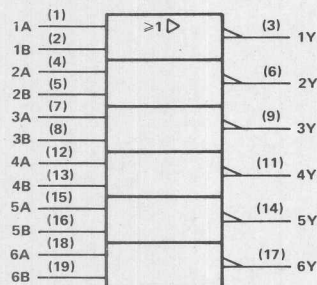 1A (1) ≥1 ▷ (3) 1Y
1B (2)
2A (4) (6) 2Y
2B (5)
3A (7) (9) 3Y
3B (8)
4A (12) (11) 4Y
4B (13)
5A (15) (14) 5Y
5B (16)
6A (18) (17) 6Y
6B (19)